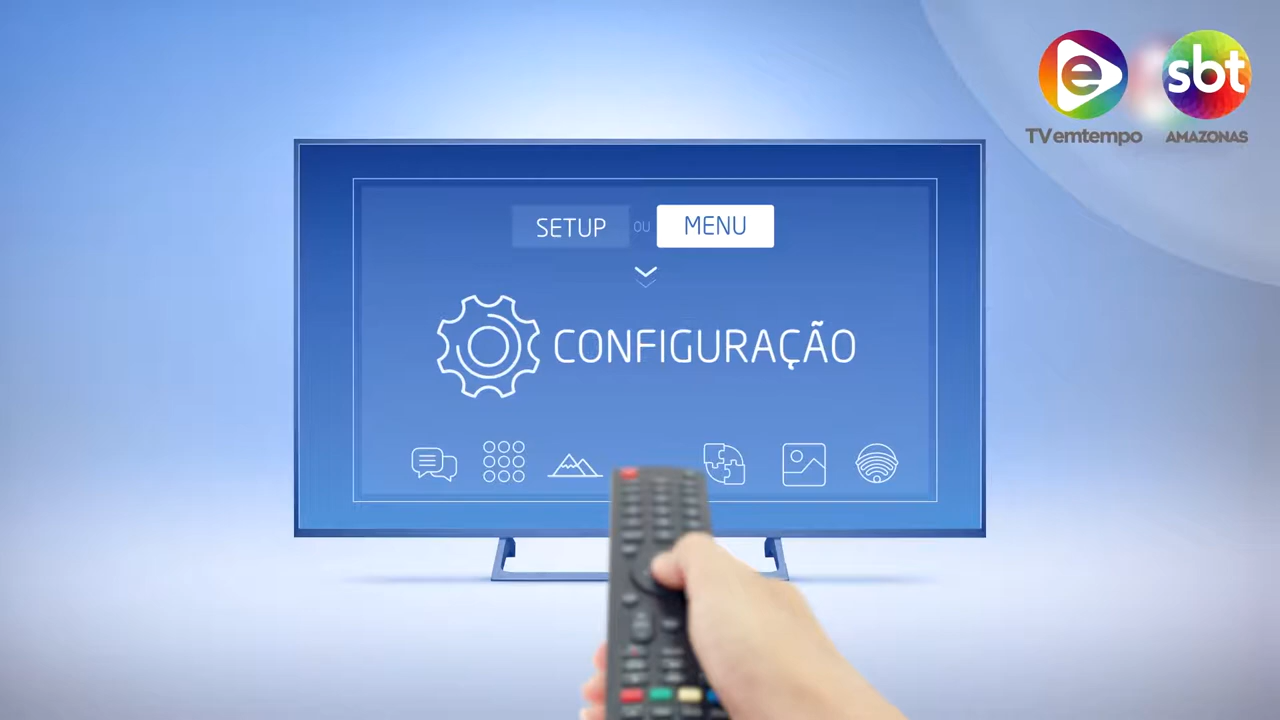 e
sbt
TVemtempo
AMAZONAS
SETUP OU MENU
CONFIGURAÇÃO